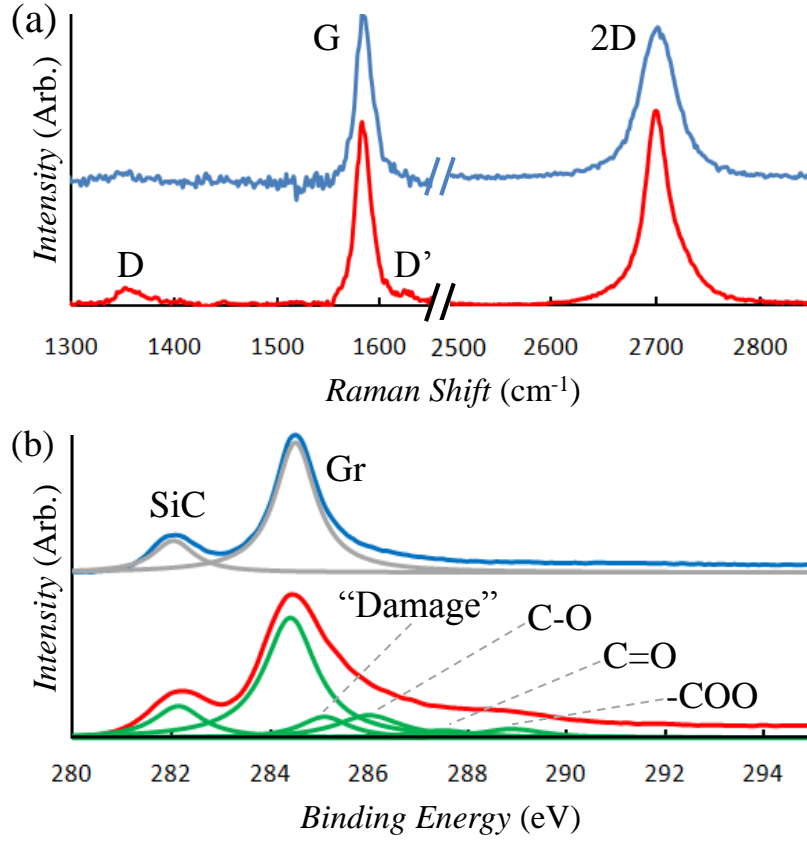 (a)
G
2D
Intensity (Arb.)
D
D’
1300 1400 1500 1600 2500 2600 2700 2800
Raman Shift (cm-1)
(b)
Gr
SiC
Intensity (Arb.)
“Damage”
C-O
C=O
-COO
280 282 284 286 288 290 292 294
Binding Energy (eV)